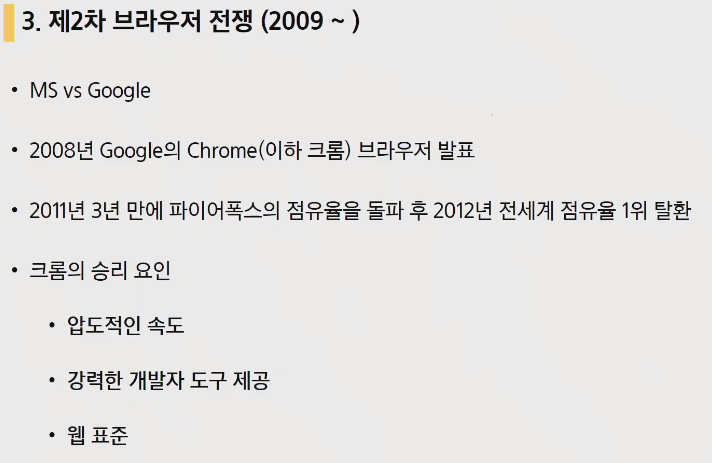 3. 제2차 브라우저 전쟁 (2009 ~ )
• MS vs Google
• 2008년 Google의 Chrome(이하 크롬) 브라우저 발표
• 2011년 3년 만에 파이어폭스의 점유율을 돌파 후 2012년 전세계 점유율 1위 탈환
• 크롬의 승리 요인
• 압도적인 속도
• 강력한 개발자 도구 제공
• 웹 표준